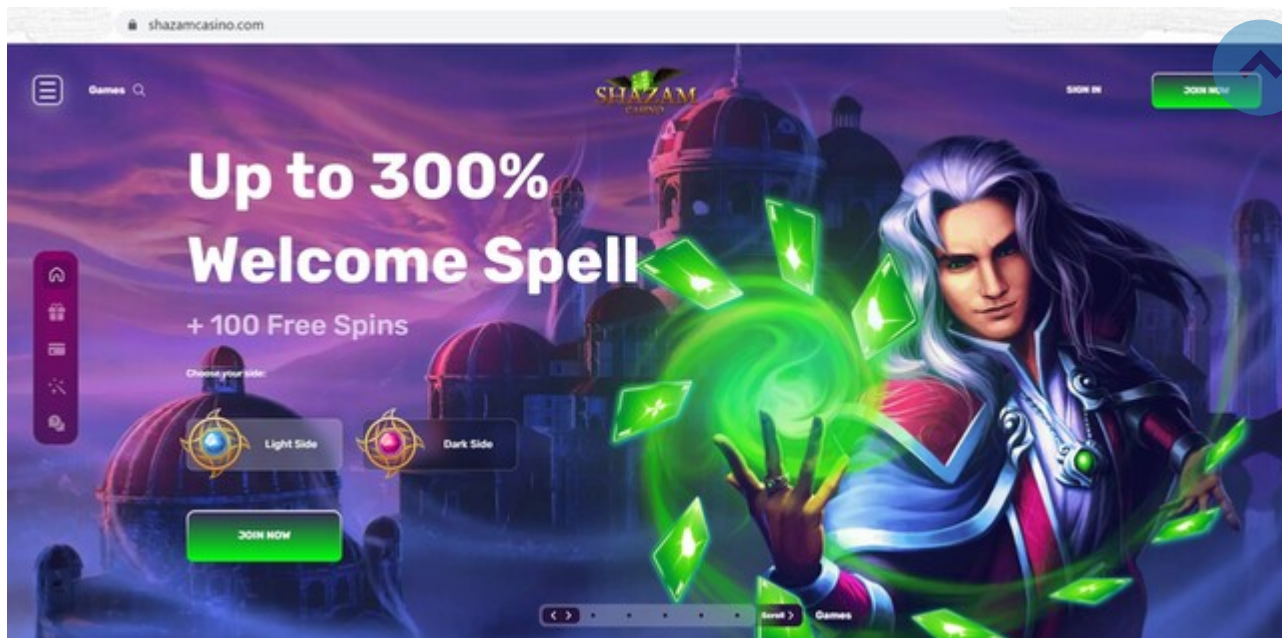 shazamcasino.com
Games
SHAZAM
CASINO
SIGN IN
JOIN NOW
Up to 300%
Welcome Spell
+ 100 Free Spins
Choose your side:
Light Side
Dark Side
JOIN NOW
Scroll
Games